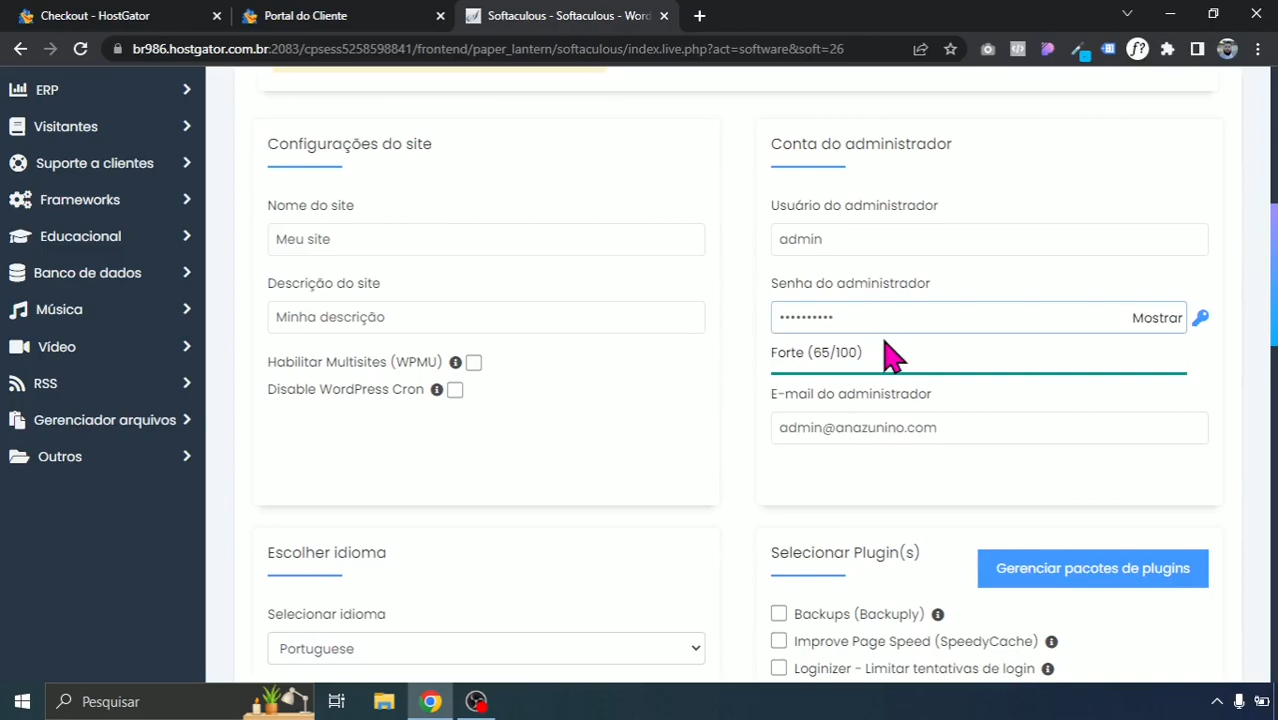 Checkout - HostGator
Portal do Cliente
Softaculous - Softaculous - Wor
br986.hostgator.com.br:2083/cpsess5258598841/frontend/paper_lantern/softaculous/index.live.php?act=software&soft=26
ERP
Visitantes
Suporte a clientes
Frameworks
Educacional
Banco de dados
Música
Vídeo
RSS
Gerenciador arquivos
Outros
Configurações do site
Nome do site
Meu site
Descrição do site
Minha descrição
Habilitar Multisites (WPMU)
Disable WordPress Cron
Conta do administrador
Usuário do administrador
admin
Senha do administrador
•••••••••• Mostrar
Forte (65/100)
E-mail do administrador
admin@anazunino.com
Escolher idioma
Selecionar idioma
Portuguese
Selecionar Plugin(s)
Gerenciar pacotes de plugins
Backups (Backuply)
Improve Page Speed (SpeedyCache)
Loginizer - Limitar tentativas de login
Pesquisar